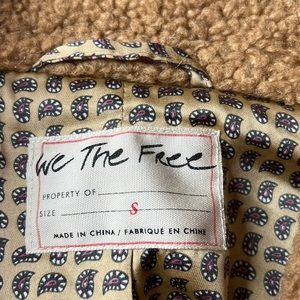 We The Free
PROPERTY OF
SIZE S
MADE IN CHINA / FABRIQUÉ EN CHINE